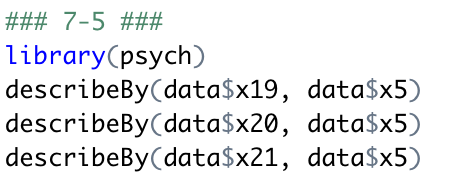 ### 7-5 ###
library(psych)
describeBy(data$x19, data$x5)
describeBy(data$x20, data$x5)
describeBy(data$x21, data$x5)